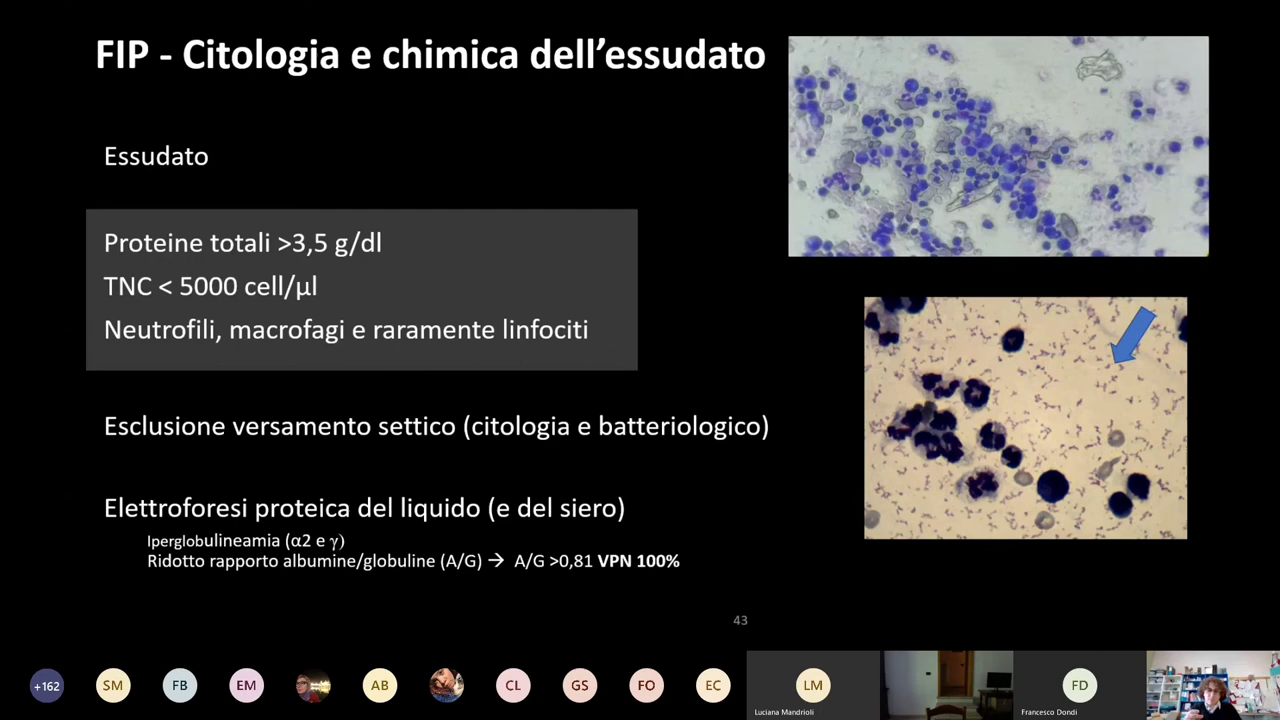 FIP - Citologia e chimica dell’essudato
Essudato
Proteine totali >3,5 g/dl
TNC < 5000 cell/µl
Neutrofili, macrofagi e raramente linfociti
Esclusione versamento settico (citologia e batteriologico)
Elettroforesi proteica del liquido (e del siero)
Iperglobulineamia (α2 e γ)
Ridotto rapporto albumine/globuline (A/G) → A/G >0,81 VPN 100%
43
+162 SM FB EM AB CL GS FO EC LM FD
Luciana Mandrioli Francesco Dondi